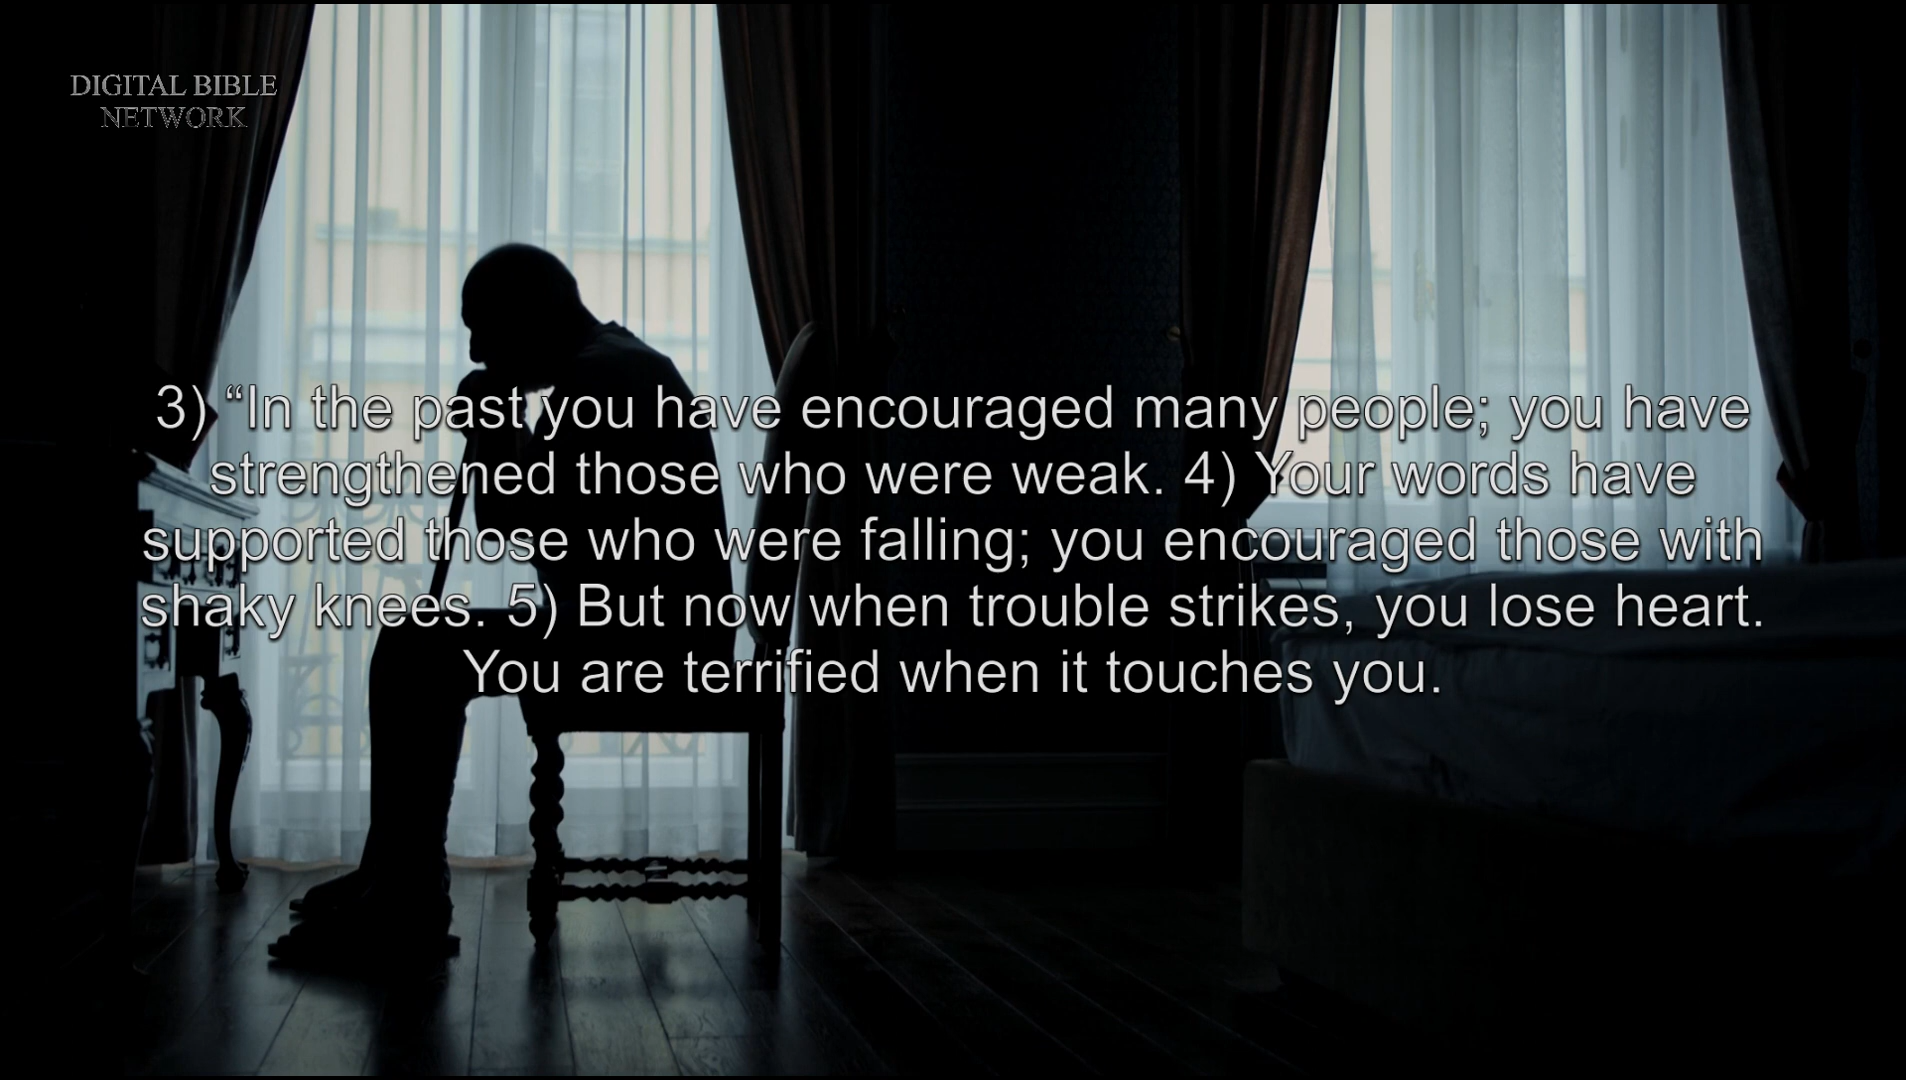 DIGITAL BIBLE
NETWORK
3) “In the past you have encouraged many people; you have
strengthened those who were weak. 4) Your words have
supported those who were falling; you encouraged those with
shaky knees. 5) But now when trouble strikes, you lose heart.
You are terrified when it touches you.